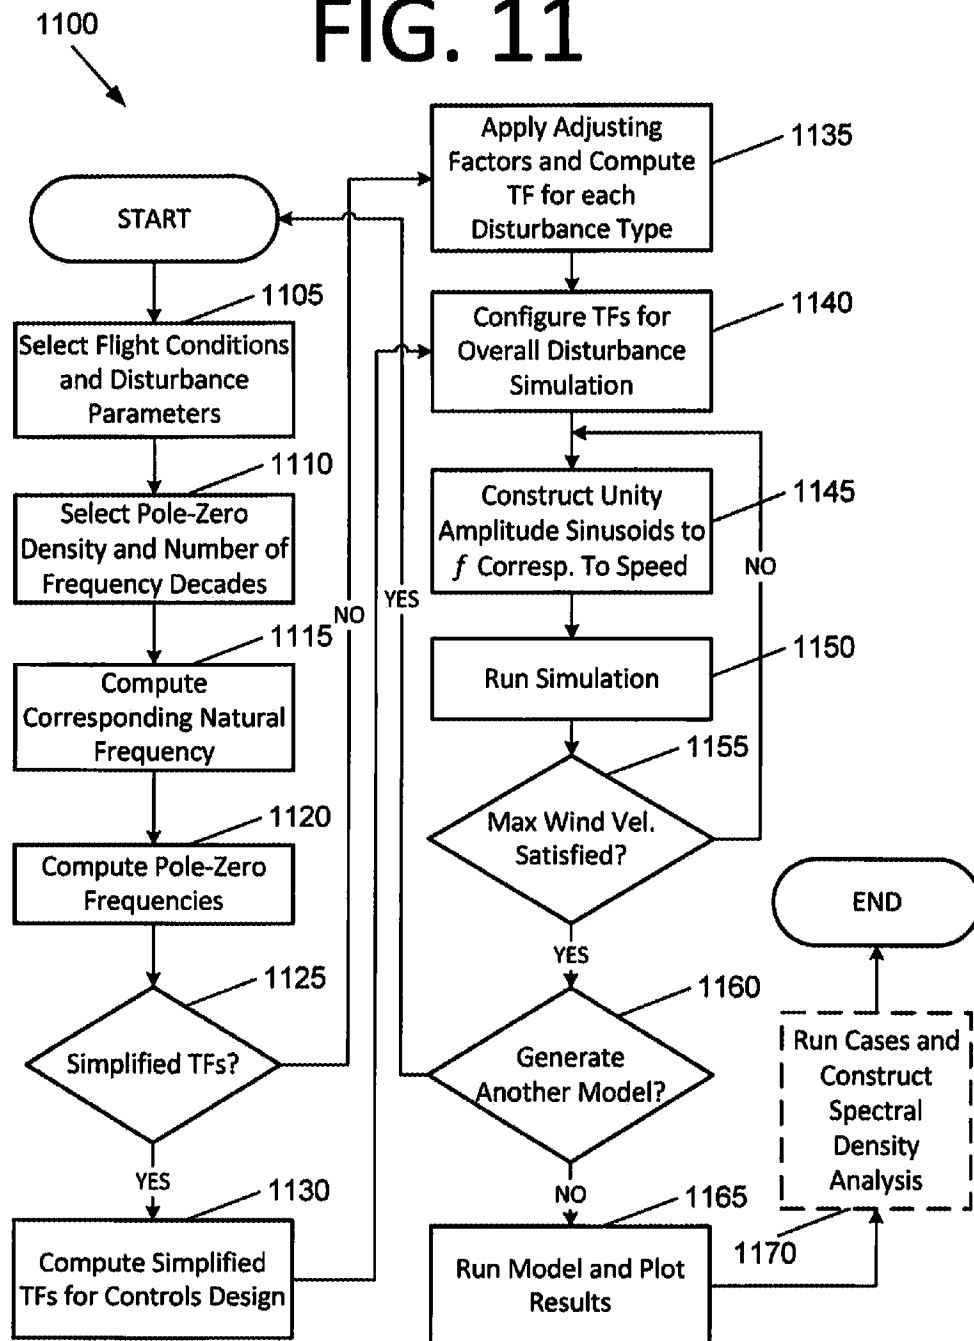 FIG. 11
1100
START
1105
Select Flight Conditions
and Disturbance
Parameters
1110
Select Pole-Zero
Density and Number of
Frequency Decades
1115
Compute
Corresponding Natural
Frequency
1120
Compute Pole-Zero
Frequencies
1125
Simplified TFs?
NO
YES
1130
Compute Simplified
TFs for Controls Design
1135
Apply Adjusting
Factors and Compute
TF for each
Disturbance Type
1140
Configure TFs for
Overall Disturbance
Simulation
1145
Construct Unity
Amplitude Sinusoids to
f Corresp. To Speed
1150
Run Simulation
1155
Max Wind Vel.
Satisfied?
NO
YES
1160
Generate
Another Model?
YES
NO
1165
Run Model and Plot
Results
1170
Run Cases and
Construct
Spectral
Density
Analysis
END